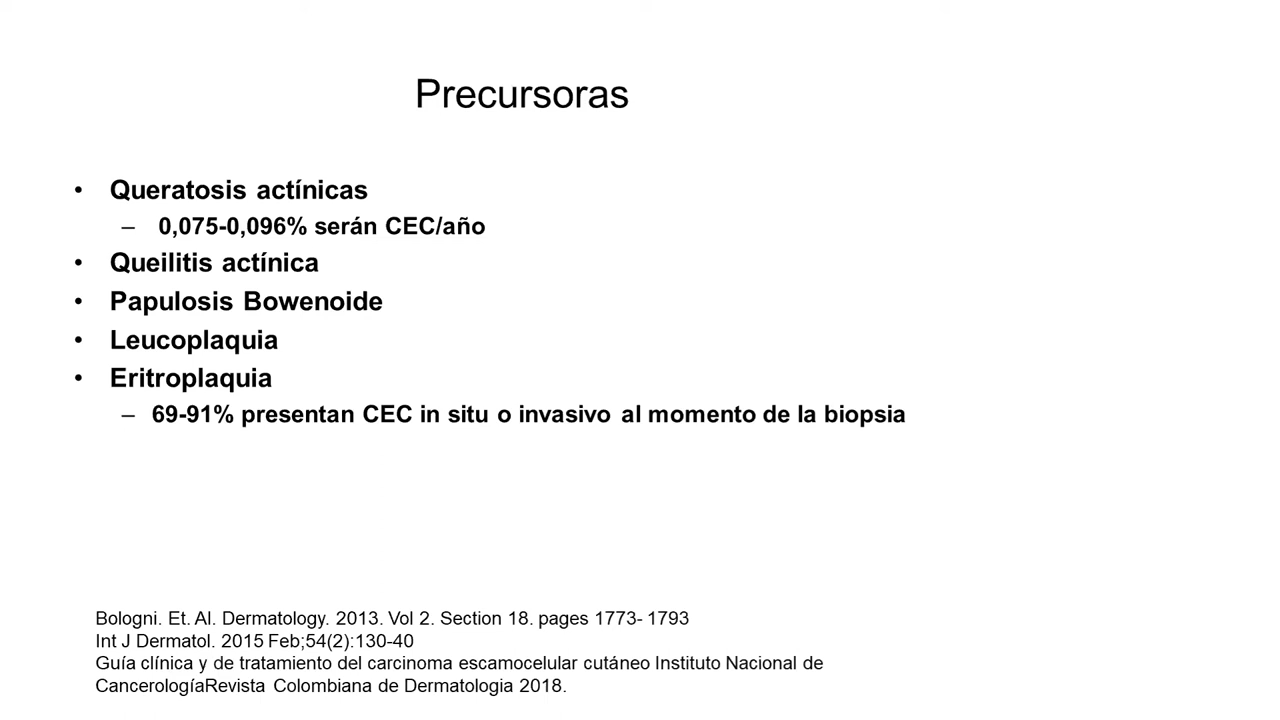 Precursoras
• Queratosis actínicas
– 0,075-0,096% serán CEC/año
• Queilitis actínica
• Papulosis Bowenoide
• Leucoplaquia
• Eritroplaquia
– 69-91% presentan CEC in situ o invasivo al momento de la biopsia
Bologni. Et. Al. Dermatology. 2013. Vol 2. Section 18. pages 1773- 1793
Int J Dermatol. 2015 Feb;54(2):130-40
Guía clínica y de tratamiento del carcinoma escamocelular cutáneo Instituto Nacional de
CancerologíaRevista Colombiana de Dermatologia 2018.